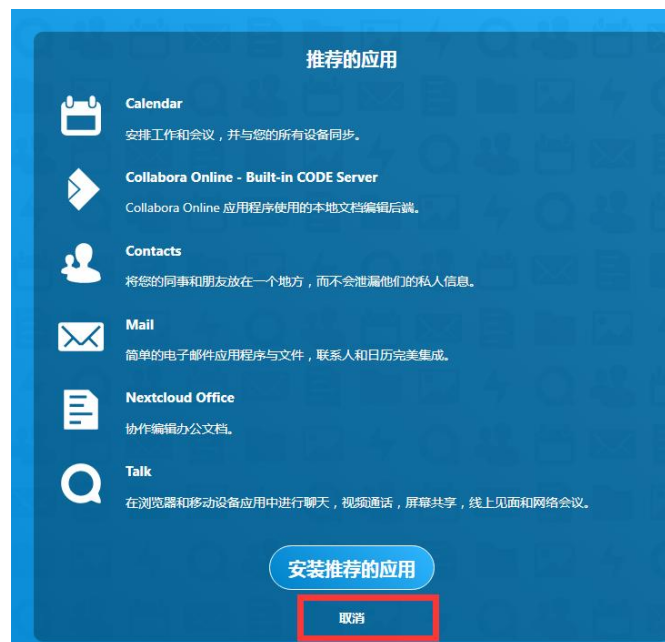 推荐的应用
Calendar
安排工作和会议，并与您的所有设备同步。
Collabora Online - Built-in CODE Server
Collabora Online 应用程序使用的本地文档编辑后端。
Contacts
将您的同事和朋友放在一个地方，而不会泄漏他们的私人信息。
Mail
简单的电子邮件应用程序与文件，联系人和日历完美集成。
Nextcloud Office
协作编辑办公文档。
Talk
在浏览器和移动设备应用中进行聊天，视频通话，屏幕共享，线上见面和网络会议。
安装推荐的应用
取消